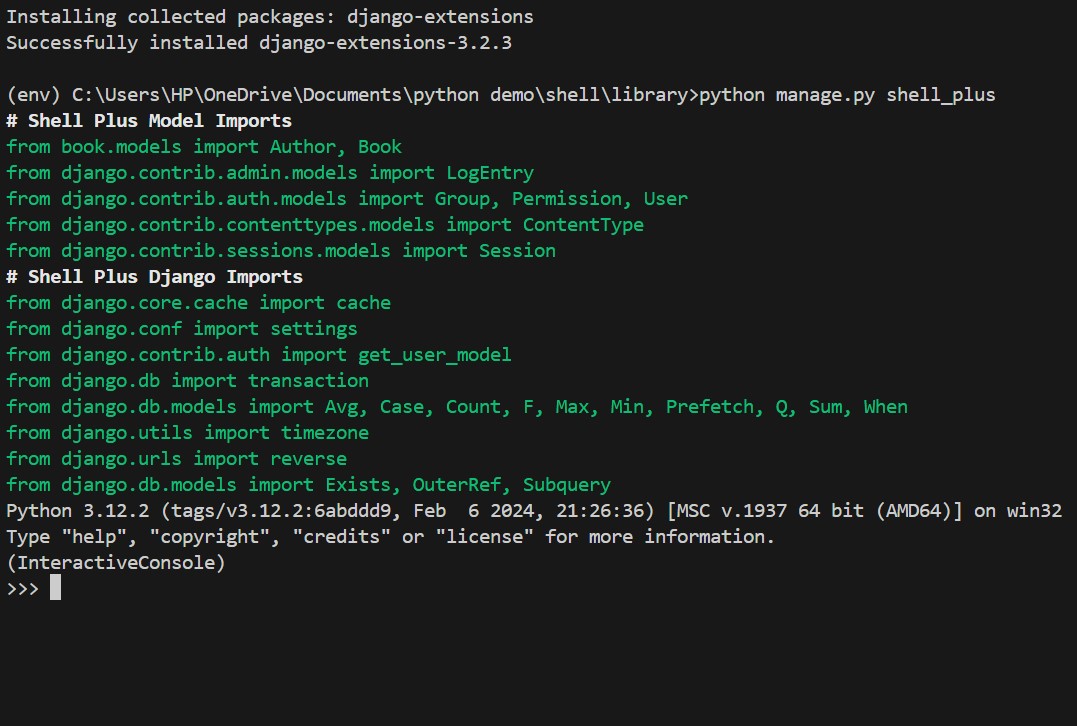 Installing collected packages: django-extensions
Successfully installed django-extensions-3.2.3
(env) C:\Users\HP\OneDrive\Documents\python demo\shell\library>python manage.py shell_plus
# Shell Plus Model Imports
from book.models import Author, Book
from django.contrib.admin.models import LogEntry
from django.contrib.auth.models import Group, Permission, User
from django.contrib.contenttypes.models import ContentType
from django.contrib.sessions.models import Session
# Shell Plus Django Imports
from django.core.cache import cache
from django.conf import settings
from django.contrib.auth import get_user_model
from django.db import transaction
from django.db.models import Avg, Case, Count, F, Max, Min, Prefetch, Q, Sum, When
from django.utils import timezone
from django.urls import reverse
from django.db.models import Exists, OuterRef, Subquery
Python 3.12.2 (tags/v3.12.2:6abddd9, Feb  6 2024, 21:26:36) [MSC v.1937 64 bit (AMD64)] on win32
Type "help", "copyright", "credits" or "license" for more information.
(InteractiveConsole)
>>>